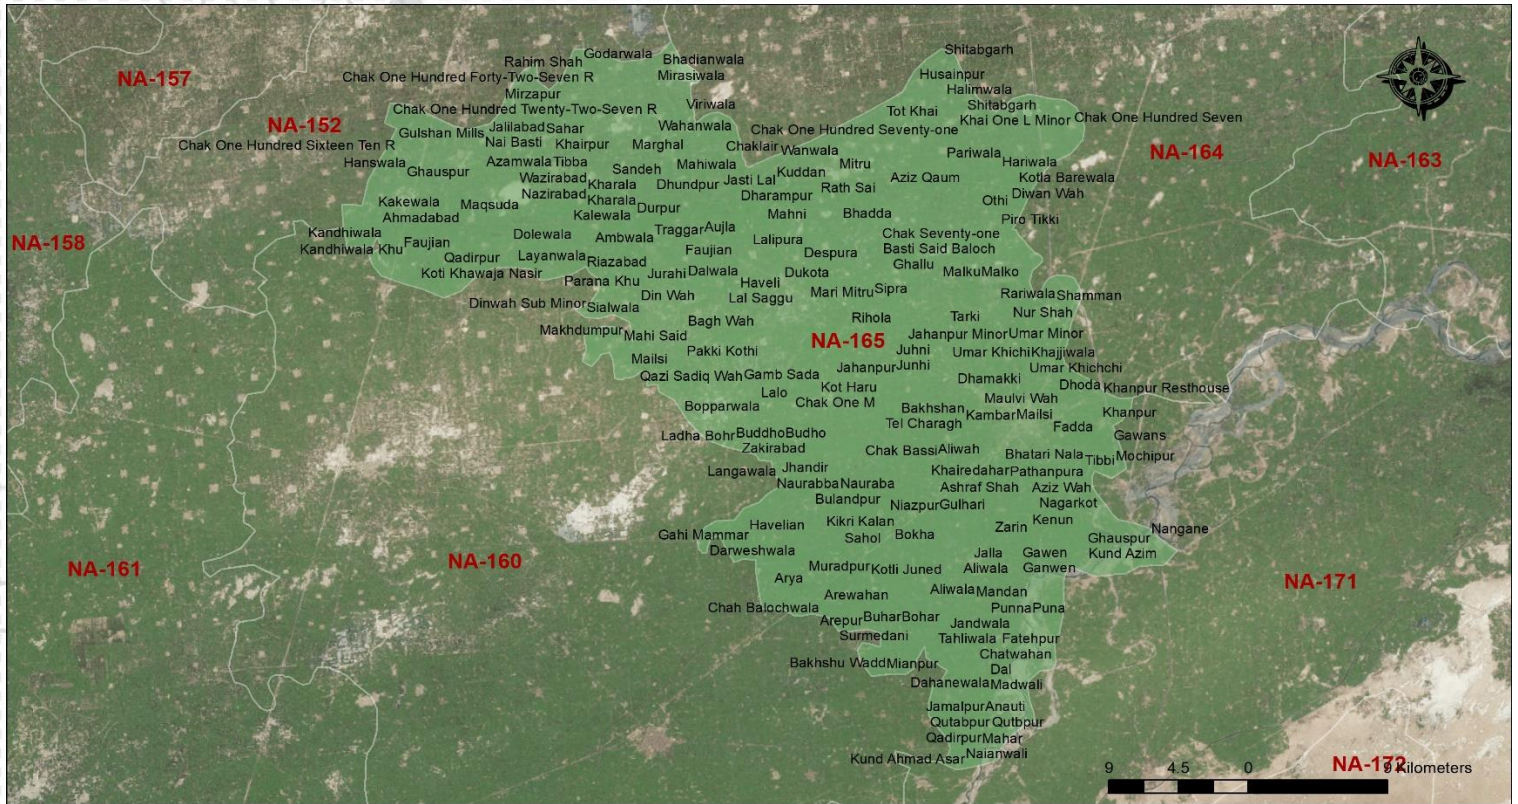 Shitabgarh
Godarwala
Rahim Shah
Bhadianwala
NA-157
Chak One Hundred Forty-Two-Seven R
Mirasiwala
Husainpur
Mirzapur
Halimwala
Chak One Hundred Twenty-Two-Seven R
Viriwala
Tot Khai
Shitabgarh
NA-152
Gulshan Mills
Jalilabad
Sahar
Wahanwala
Chak One Hundred Seventy-one
Khai One L Minor
Chak One Hundred Seven
Chak One Hundred Sixteen Ten R
Nai Basti
Khairpur
Marghal
Chaklair
Wanwala
Pariwala
NA-164
NA-163
Hanswala
Ghauspur
Azamwala
Tibba
Sandeh
Mahiwala
Kuddan
Mitru
Hariwala
Wazirabad
Kharala
Dhundpur
Jasti Lal
Rath Sai
Aziq Qaum
Kotla Barewala
Kakewala
Maqsuda
Nazirabad
Kharala
Dharampur
Othi
Diwan Wah
Ahmadabad
Kalewala
Durpur
Mahni
Bhadda
Piro Tikki
NA-158
Kandhiwala
Dolewala
Ambwala
Traggar
Aujla
Lalipura
Chak Seventy-one
Kandhiwala Khu
Faujian
Qadirpur
Layanwala
Riazabad
Faujian
Despura
Basti Said Baloch
Koti Khawaja Nasir
Parana Khu
Jurahi
Dalwala
Haveli
Dukota
Ghallu
Malku
Malko
Dinwah Sub Minor
Sialwala
Din Wah
Lal Saggu
Mari Mitru
Sipra
Rariwala
Shamman
Makhdumpur
Mahi Said
Bagh Wah
Rihola
Tarki
Nur Shah
NA-165
Jahanpur Minor
Umar Minor
Mailsi
Pakki Kothi
Juhni
Umar Khichi
Khajjiwala
Qazi Sadiq Wah
Gamb Sada
Jahanpur
Junhi
Umar Khichchi
Lalo
Kot Haru
Dhamakki
Dhoda
Khanpur Resthouse
Bopparwala
Chak One M
Bakhshan
Maulvi Wah
Kambar
Mailsi
Khanpur
Tel Charagh
Fadda
Gawans
Ladha Bohr
Buddho
Budho
Zakirabad
Chak Bassi
Aliwah
Bhatari Nala
Tibbi
Mochipur
Langawala
Jhandir
Khairedahar
Pathanpura
Naurabba
Nauraba
Ashraf Shah
Aziz Wah
Bulandpur
Niazpur
Gulhari
Nagarkot
Gahi Mammar
Havelian
Kikri Kalan
Zarin
Kenun
Nangane
Sahol
Bokha
Ghauspur
Darweshwala
Jalla
Gawen
Kund Azim
NA-161
NA-160
Muradpur
Kotli Juned
Aliwala
Ganwen
NA-171
Arya
Arewahan
Aliwala
Mandan
Chah Balochwala
Punna
Puna
Arepur
Buhar
Bohar
Jandwala
Surmedani
Tahliwala
Fatehpur
Bakhshu Wadd
Mianpur
Chatwahan
Dal
Dahanewala
Madwali
Jamalpur
Anauti
Qutabpur
Qutbpur
Qadirpur
Mahar
Kund Ahmad Asar
Naianwali
NA-172
9 4.5 0 9 Kilometers